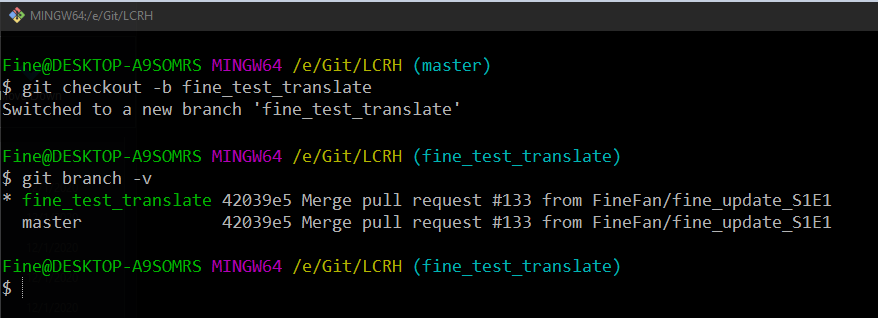 MINGW64:/e/Git/LCRH
Fine@DESKTOP-A9SOMRS MINGW64 /e/Git/LCRH (master)
$ git checkout -b fine_test_translate
Switched to a new branch 'fine_test_translate'
Fine@DESKTOP-A9SOMRS MINGW64 /e/Git/LCRH (fine_test_translate)
$ git branch -v
* fine_test_translate 42039e5 Merge pull request #133 from FineFan/fine_update_S1E1
  master              42039e5 Merge pull request #133 from FineFan/fine_update_S1E1
Fine@DESKTOP-A9SOMRS MINGW64 /e/Git/LCRH (fine_test_translate)
$